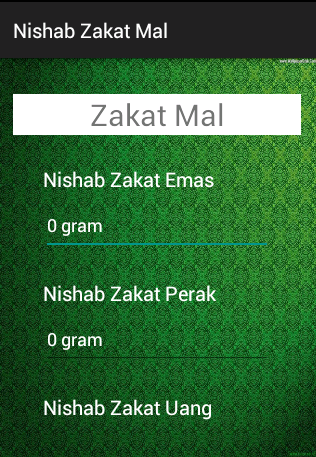 Nishab Zakat Mal
Zakat Mal
Nishab Zakat Emas
0 gram
Nishab Zakat Perak
0 gram
Nishab Zakat Uang